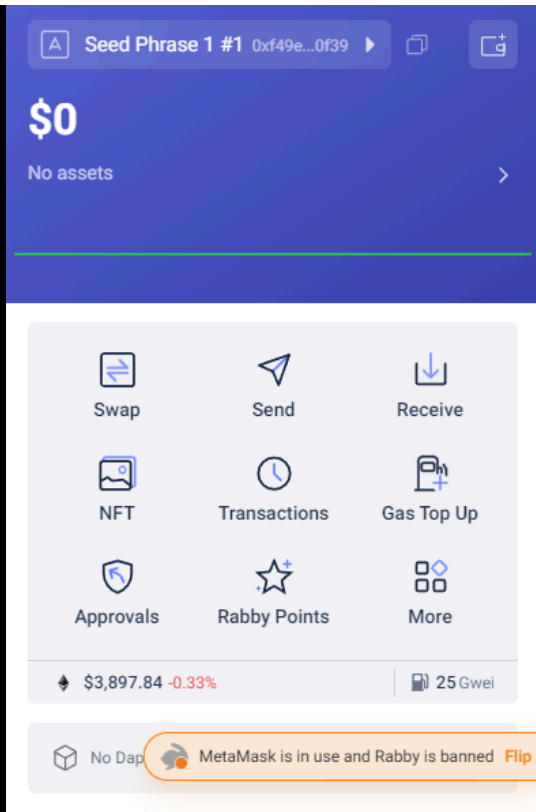 Seed Phrase 1 #1 0xf49e...0f39
$0
No assets
Swap Send Receive
NFT Transactions Gas Top Up
Approvals Rabby Points More
$3,897.84 -0.33% 25 Gwei
No Dap
MetaMask is in use and Rabby is banned Flip